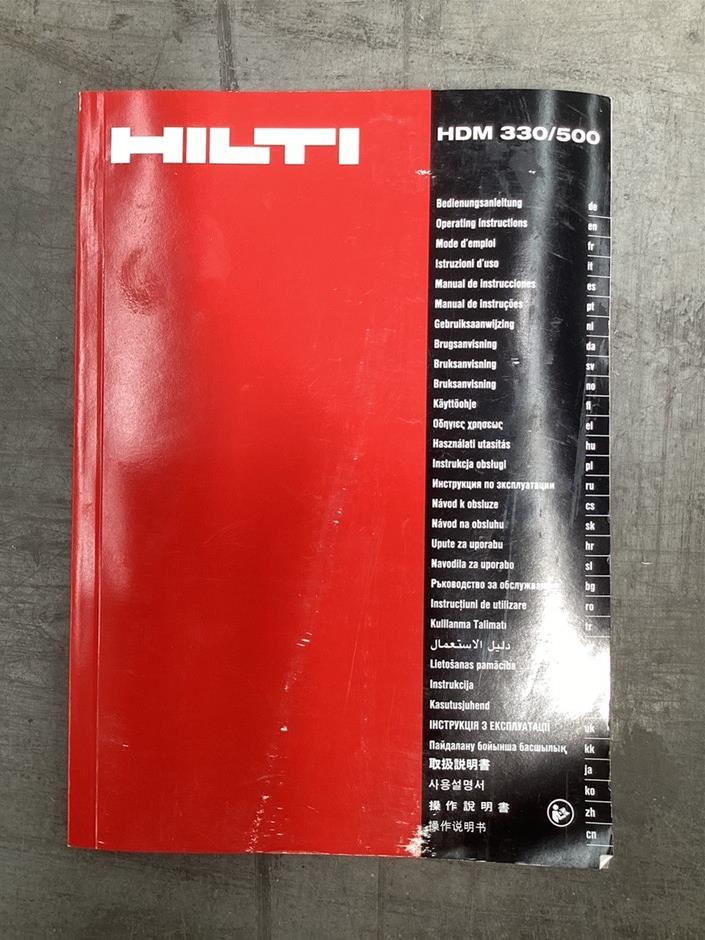 HILTI
HDM 330/500
Bedienungsanleitung de
Operating instructions en
Mode d'emploi fr
Istruzioni d'uso it
Manual de instrucciones es
Manual de instruções pt
Gebruiksaanwijzing nl
Brugsanvisning da
Bruksanvisning sv
Bruksanvisning no
Käyttöohje fi
Οδηγιες χρησεως el
Használati utasítás hu
Instrukcja obsługi pl
Инструкция по эксплуатации ru
Návod k obsluze cs
Návod na obsluhu sk
Upute za uporabu hr
Navodila za uporabo sl
Ръководство за bg
Instrucţiuni de utilizare ro
Kulllanma Talimatı tr
دليل الاستعمال
Lietošanas pamācība
Instrukcija
Kasutusjuhend
ІНСТРУКЦІЯ З ЕКСПЛУАТАЦІЇ uk
Пайдалану бойынша басшылық kk
取扱説明書 ja
사용설명서 ko
操作說明書 zh
操作说明书 cn